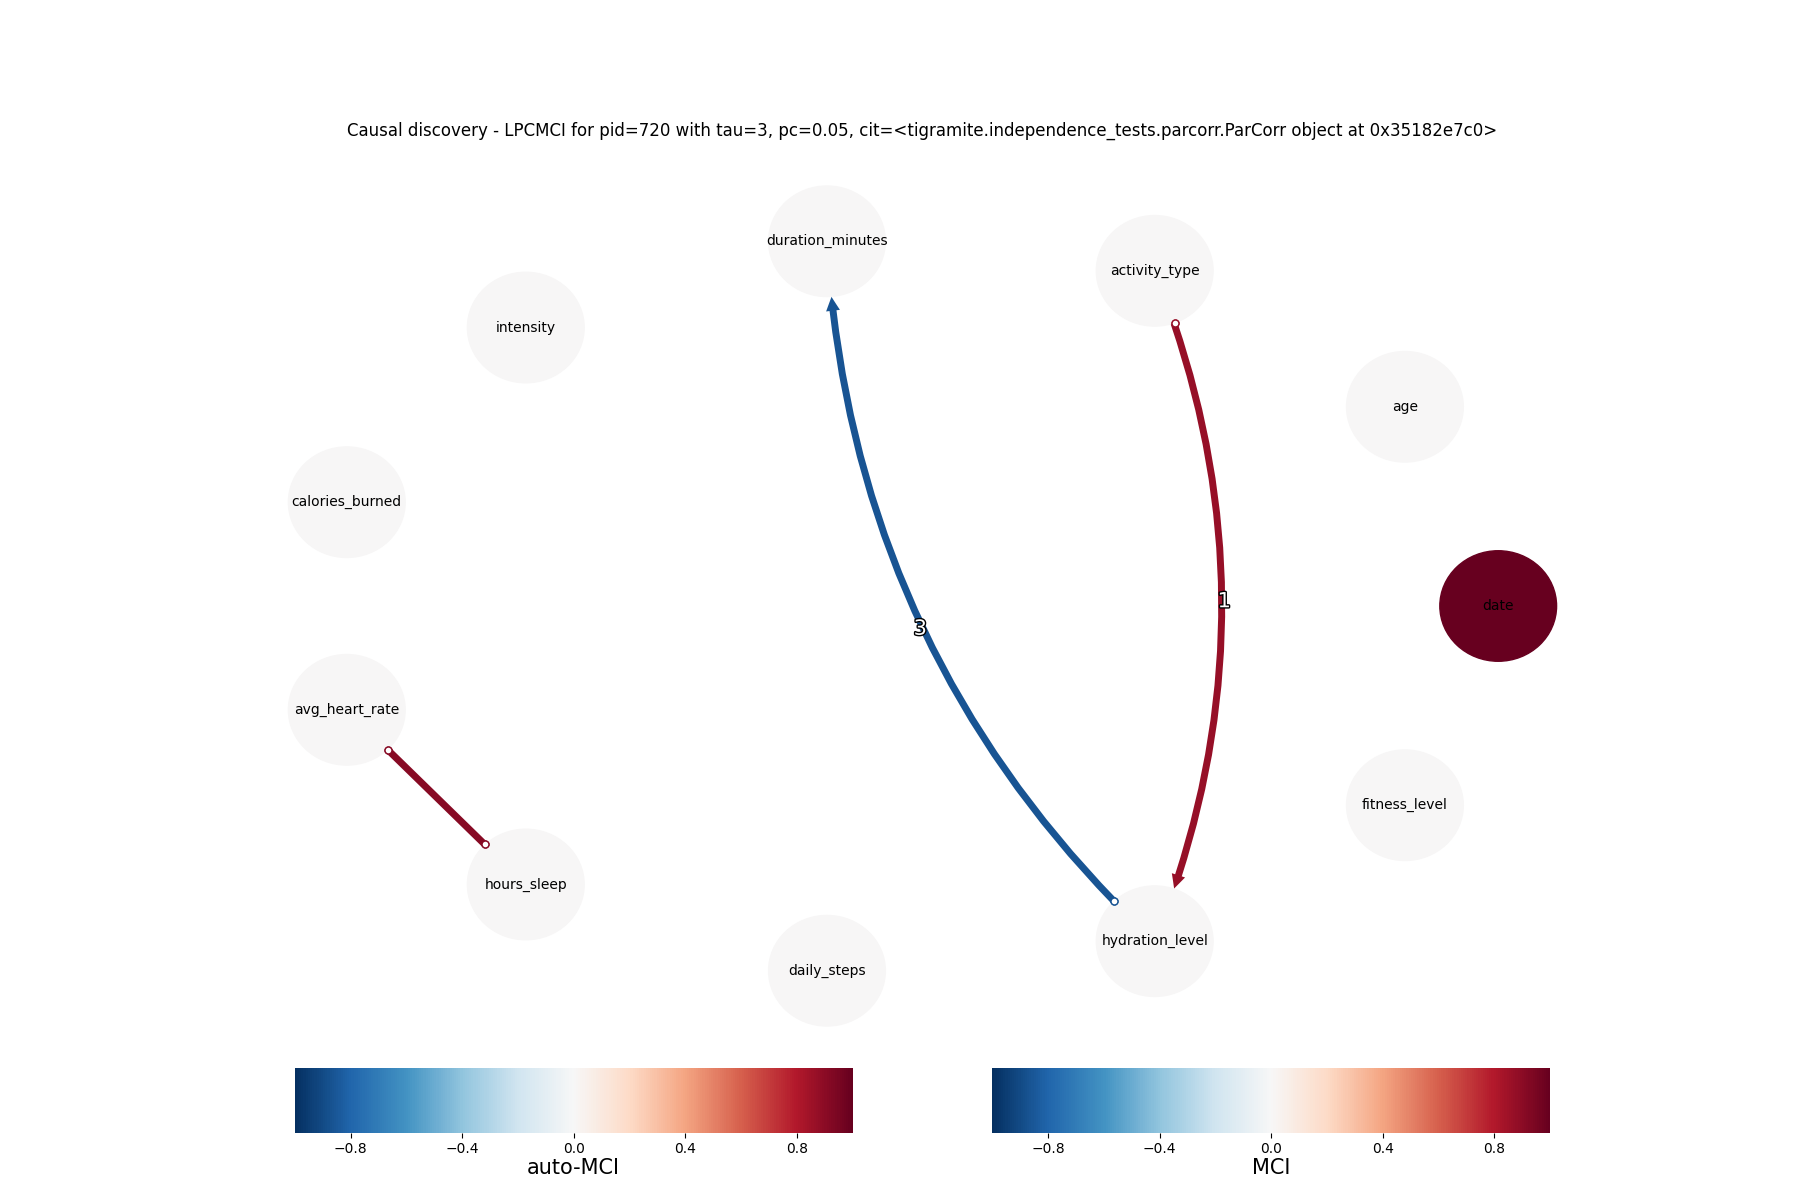 Causal discovery - LPCMCI for pid=720 with tau=3, pc=0.05, cit=<tigramite.independence_tests.parcorr.ParCorr object at 0x35182e7c0>
duration_minutes
activity_type
intensity
age
calories_burned
1
date
3
avg_heart_rate
fitness_level
hours_sleep
hydration_level
daily_steps
−0.8 −0.4 0.0 0.4 0.8
auto-MCI
−0.8 −0.4 0.0 0.4 0.8
MCI